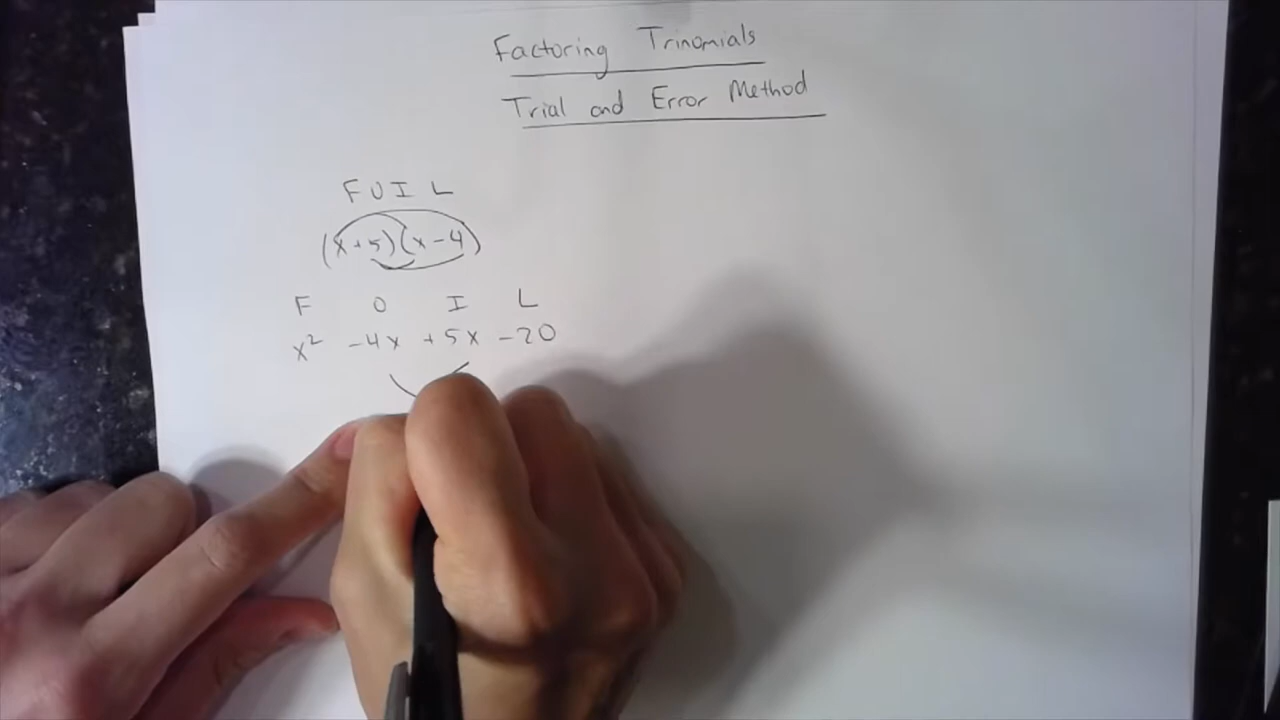 Factoring Trinomials
Trial and Error Method
F O I L
(x+5)(x-4)
F O I L
x² -4x +5x -20